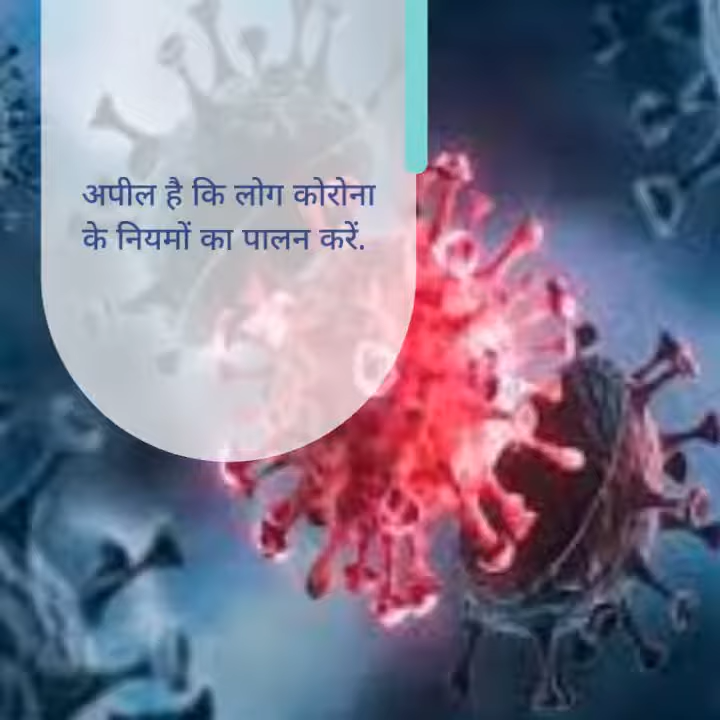 अपील है कि लोग कोरोना
के नियमों का पालन करें.